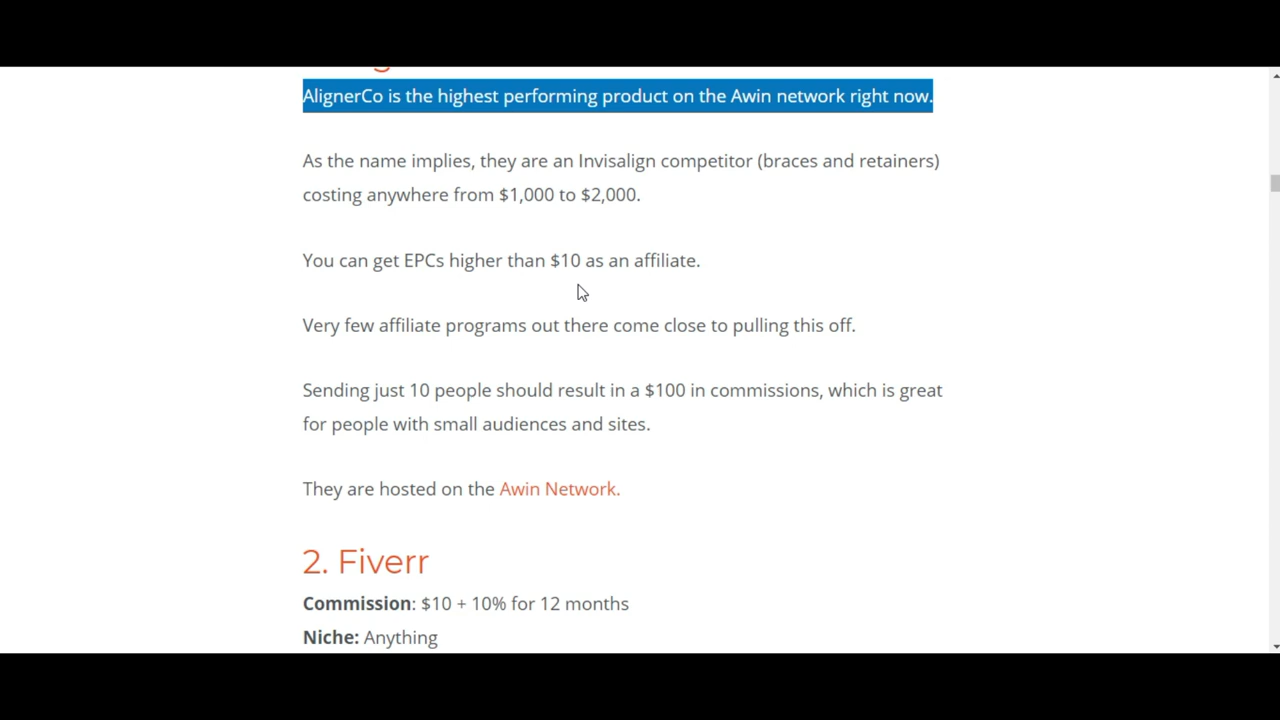 AlignerCo is the highest performing product on the Awin network right now.
As the name implies, they are an Invisalign competitor (braces and retainers)
costing anywhere from $1,000 to $2,000.
You can get EPCs higher than $10 as an affiliate.
Very few affiliate programs out there come close to pulling this off.
Sending just 10 people should result in a $100 in commissions, which is great
for people with small audiences and sites.
They are hosted on the Awin Network.
2. Fiverr
Commission: $10 + 10% for 12 months
Niche: Anything